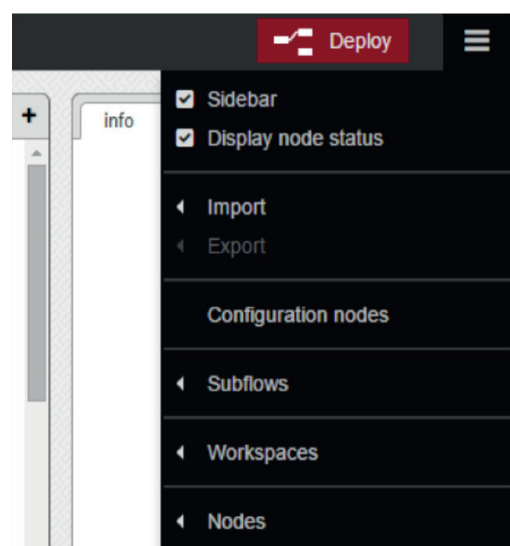 Deploy
+
info
Sidebar
Display node status
Import
Export
Configuration nodes
Subflows
Workspaces
Nodes